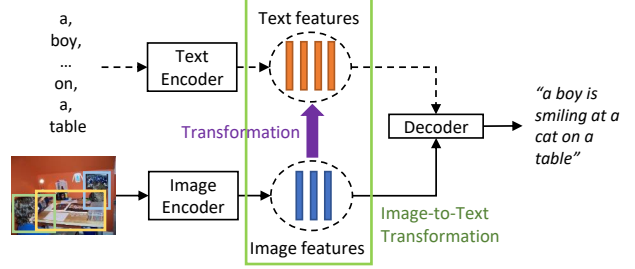 a,
boy,
…
on,
a,
table
Text
Encoder
Text features
Transformation
Decoder
"a boy is
smiling at a
cat on a
table"
Image
Encoder
Image features
Image-to-Text
Transformation